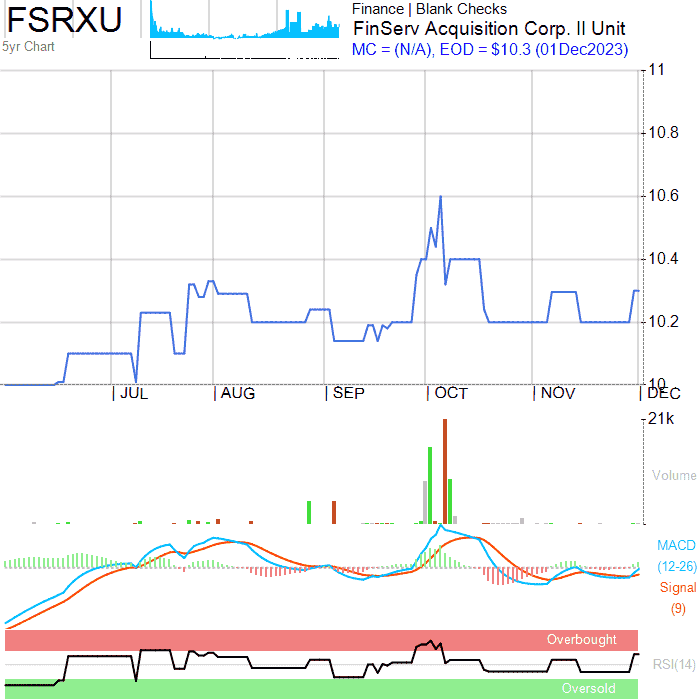 FSRXU
5yr Chart
Finance | Blank Checks
FinServ Acquisition Corp. II Unit
MC = (N/A), EOD = $10.3 (01Dec2023)
11
10.8
10.6
10.4
10.2
10
JUL AUG SEP OCT NOV DEC
21k
Volume
MACD
(12-26)
Signal
(9)
Overbought
RSI(14)
Oversold